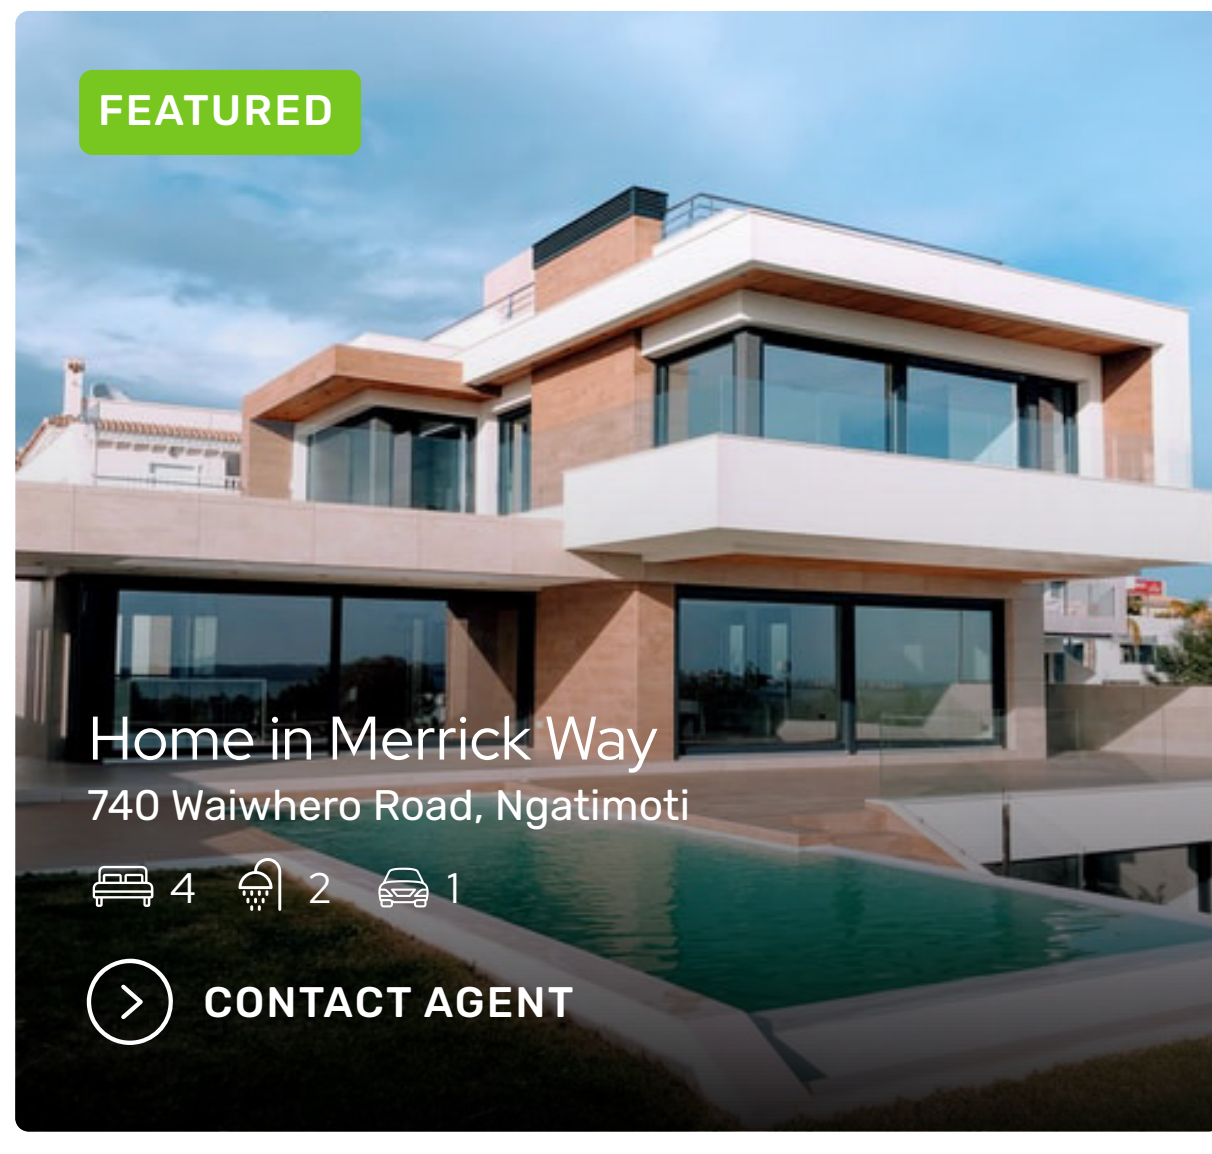 FEATURED
Home in Merrick Way
740 Waiwhero Road, Ngatimoti
4 2 1
CONTACT AGENT